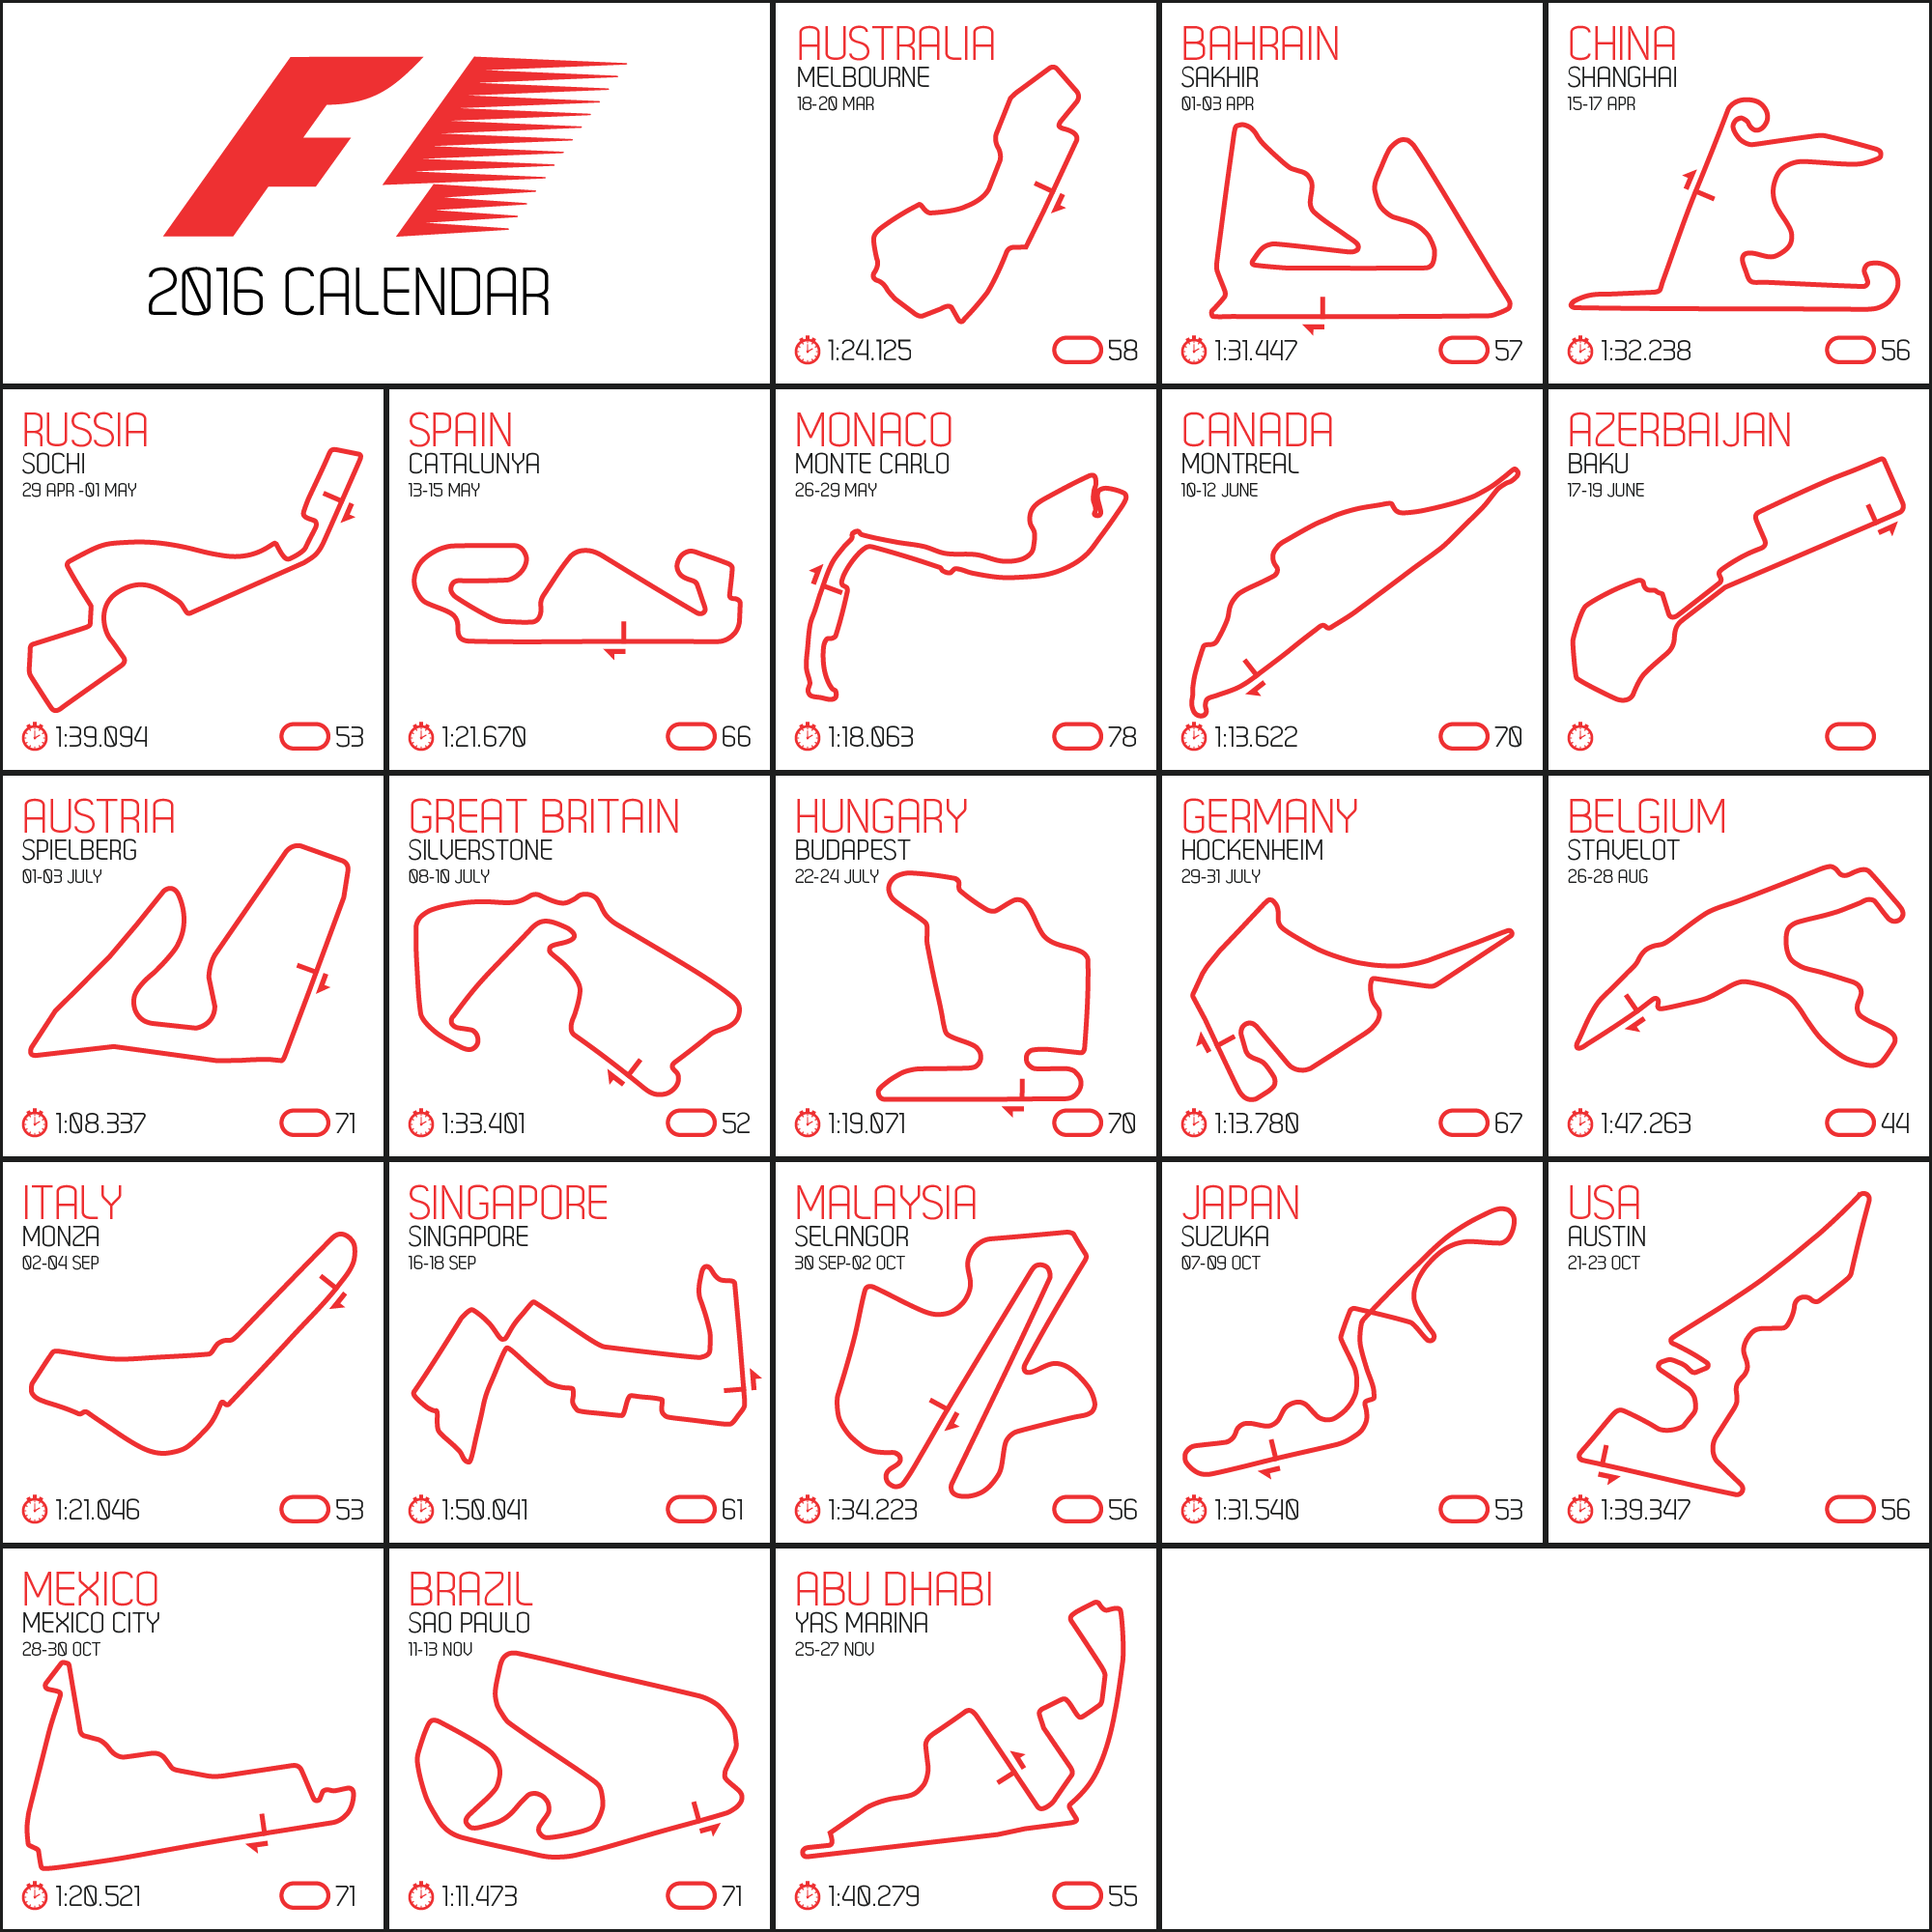 F1
2016 CALENDAR
AUSTRALIA
MELBOURNE
18-20 MAR
1:24.125 58
BAHRAIN
SAKHIR
01-03 APR
1:31.447 57
CHINA
SHANGHAI
15-17 APR
1:32.238 56
RUSSIA
SOCHI
29 APR -01 MAY
1:39.094 53
SPAIN
CATALUNYA
13-15 MAY
1:21.670 66
MONACO
MONTE CARLO
26-29 MAY
1:18.063 78
CANADA
MONTREAL
10-12 JUNE
1:13.622 70
AZERBAIJAN
BAKU
17-19 JUNE
AUSTRIA
SPIELBERG
01-03 JULY
1:08.337 71
GREAT BRITAIN
SILVERSTONE
08-10 JULY
1:33.401 52
HUNGARY
BUDAPEST
22-24 JULY
1:19.071 70
GERMANY
HOCKENHEIM
29-31 JULY
1:13.780 67
BELGIUM
STAVELOT
26-28 AUG
1:47.263 44
ITALY
MONZA
02-04 SEP
1:21.046 53
SINGAPORE
SINGAPORE
16-18 SEP
1:50.041 61
MALAYSIA
SELANGOR
30 SEP-02 OCT
1:34.223 56
JAPAN
SUZUKA
07-09 OCT
1:31.540 53
USA
AUSTIN
21-23 OCT
1:39.347 56
MEXICO
MEXICO CITY
28-30 OCT
1:20.521 71
BRAZIL
SAO PAULO
11-13 NOV
1:11.473 71
ABU DHABI
YAS MARINA
25-27 NOV
1:40.279 55